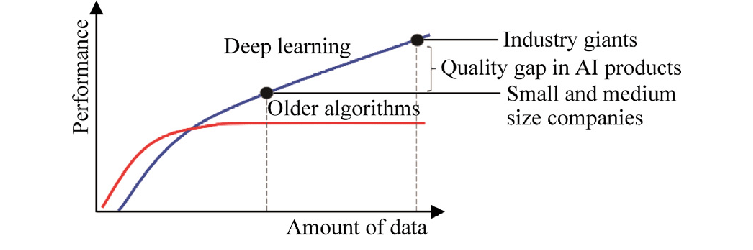 Performance
Deep learning
Older algorithms
Industry giants
Quality gap in AI products
Small and medium
size companies
Amount of data